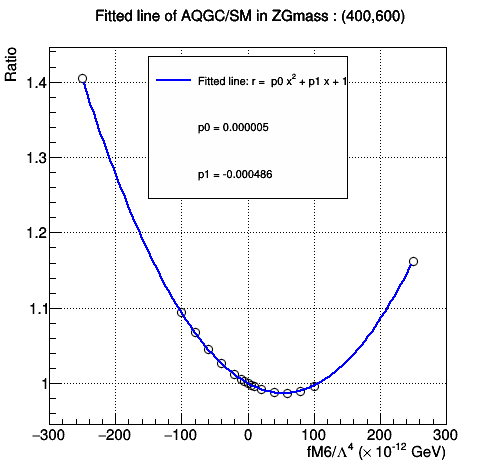 Fitted line of AQGC/SM in ZGmass : (400,600)
Ratio
Fitted line: r = p0 x² + p1 x + 1
p0 = 0.000005
p1 = -0.000486
1.4
1.3
1.2
1.1
1
−300 −200 −100 0 100 200 300
fM6/Λ⁴ (× 10⁻¹² GeV)